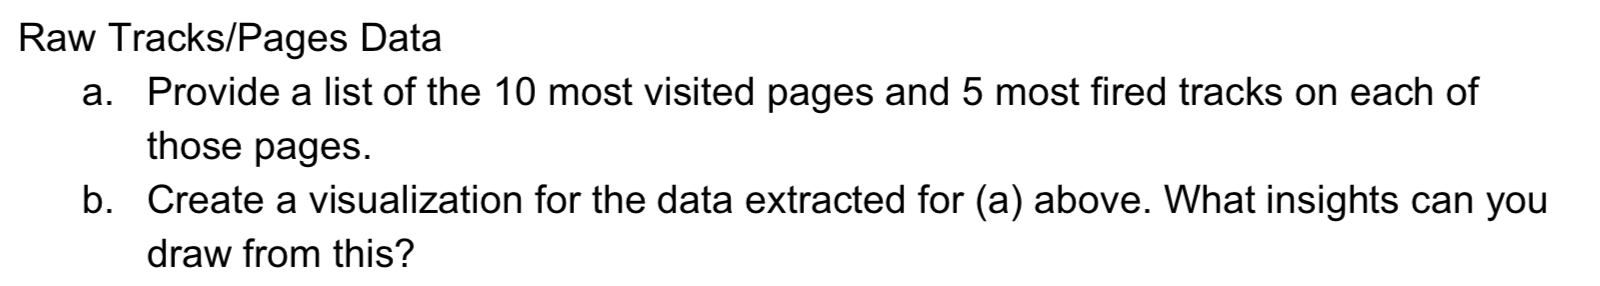 Raw Tracks/Pages Data
a. Provide a list of the 10 most visited pages and 5 most fired tracks on each of
those pages.
b. Create a visualization for the data extracted for (a) above. What insights can you
draw from this?